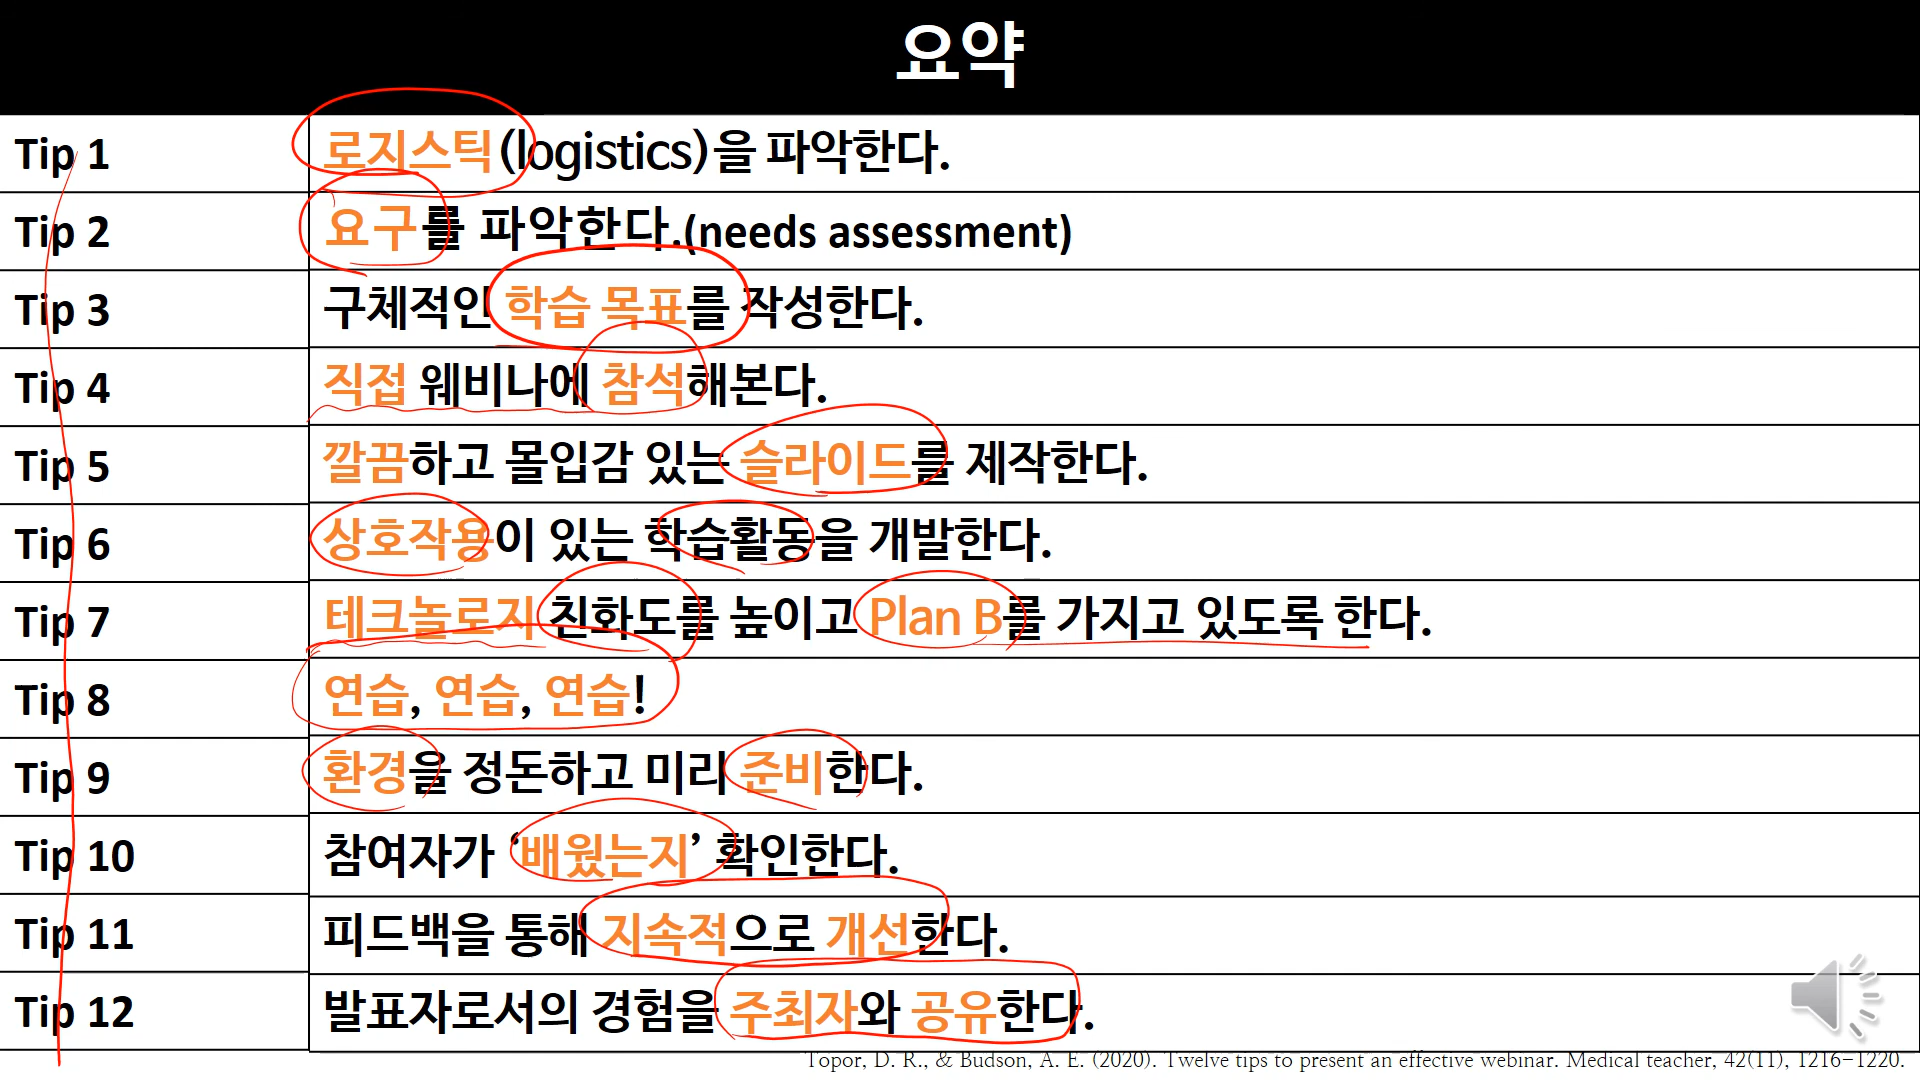 요약
Tip 1 로지스틱(logistics)을 파악한다.
Tip 2 요구를 파악한다.(needs assessment)
Tip 3 구체적인 학습 목표를 작성한다.
Tip 4 직접 웨비나에 참석해본다.
Tip 5 깔끔하고 몰입감 있는 슬라이드를 제작한다.
Tip 6 상호작용이 있는 학습활동을 개발한다.
Tip 7 테크놀로지 친화도를 높이고 Plan B를 가지고 있도록 한다.
Tip 8 연습, 연습, 연습!
Tip 9 환경을 정돈하고 미리 준비한다.
Tip 10 참여자가 ‘배웠는지’ 확인한다.
Tip 11 피드백을 통해 지속적으로 개선한다.
Tip 12 발표자로서의 경험을 주최자와 공유한다.
Topor, D. R., & Budson, A. E. (2020). Twelve tips to present an effective webinar. Medical teacher, 42(11), 1216-1220.